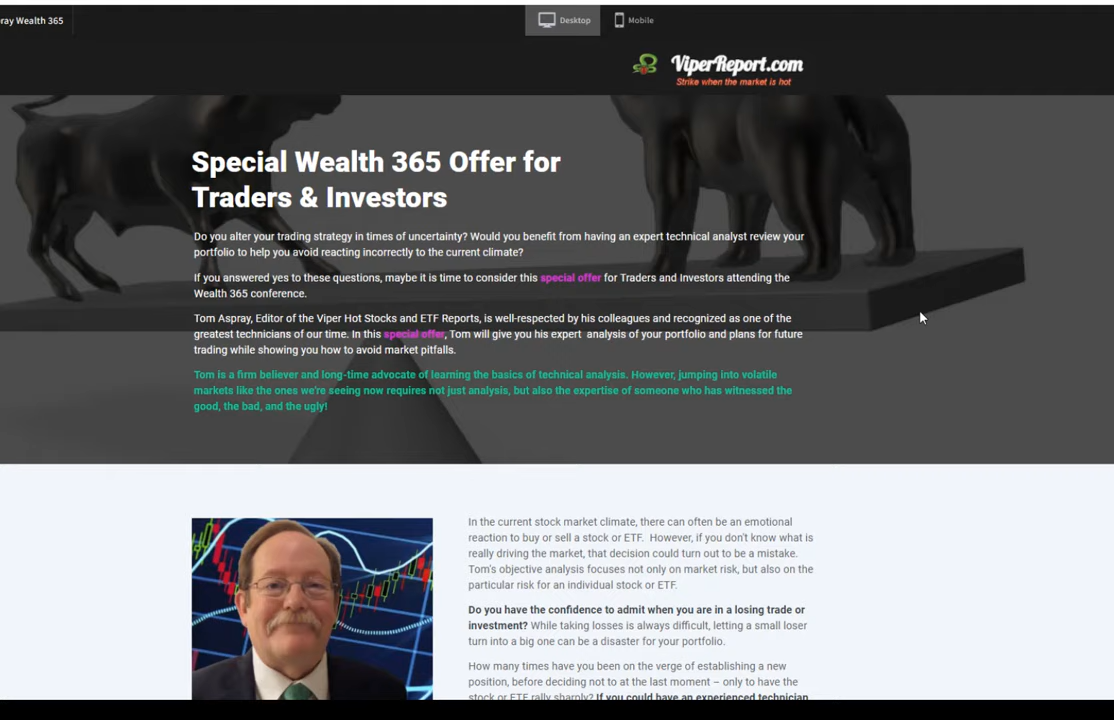 ray Wealth 365
Desktop
Mobile
ViperReport.com
Strike when the market is hot
Special Wealth 365 Offer for
Traders & Investors
Do you alter your trading strategy in times of uncertainty? Would you benefit from having an expert technical analyst review your
portfolio to help you avoid reacting incorrectly to the current climate?
If you answered yes to these questions, maybe it is time to consider this special offer for Traders and Investors attending the
Wealth 365 conference.
Tom Aspray, Editor of the Viper Hot Stocks and ETF Reports, is well-respected by his colleagues and recognized as one of the
greatest technicians of our time. In this special offer, Tom will give you his expert analysis of your portfolio and plans for future
trading while showing you how to avoid market pitfalls.
Tom is a firm believer and long-time advocate of learning the basics of technical analysis. However, jumping into volatile
markets like the ones we're seeing now requires not just analysis, but also the expertise of someone who has witnessed the
good, the bad, and the ugly!
In the current stock market climate, there can often be an emotional
reaction to buy or sell a stock or ETF. However, if you don't know what is
really driving the market, that decision could turn out to be a mistake.
Tom's objective analysis focuses not only on market risk, but also on the
particular risk for an individual stock or ETF.
Do you have the confidence to admit when you are in a losing trade or
investment? While taking losses is always difficult, letting a small loser
turn into a big one can be a disaster for your portfolio.
How many times have you been on the verge of establishing a new
position, before deciding not to at the last moment – only to have the
stock or ETF rally sharply? If you could have an experienced technician